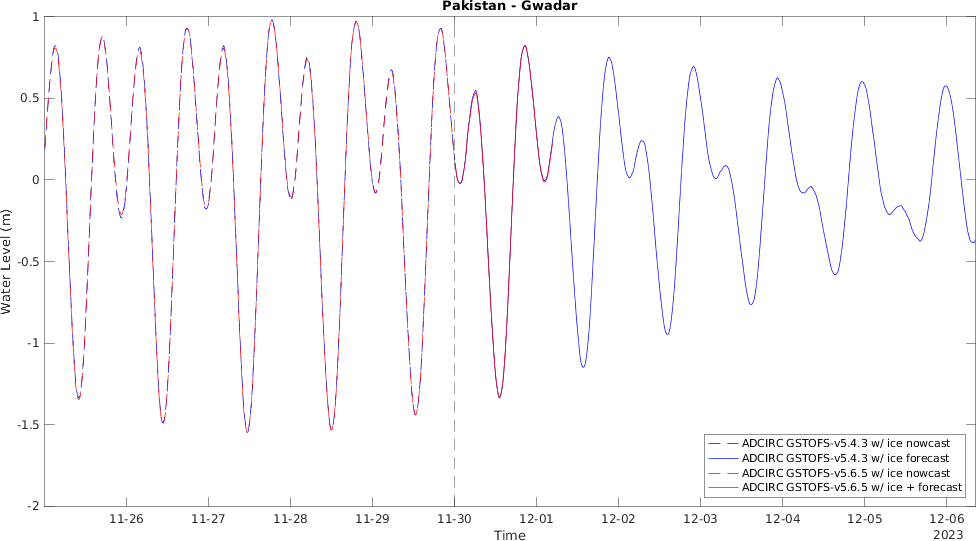 Pakistan - Gwadar
Water Level (m)
1
0.5
0
-0.5
-1
-1.5
-2
11-26 11-27 11-28 11-29 11-30 12-01 12-02 12-03 12-04 12-05 12-06
2023
Time
ADCIRC GSTOFS-v5.4.3 w/ ice nowcast
ADCIRC GSTOFS-v5.4.3 w/ ice forecast
ADCIRC GSTOFS-v5.6.5 w/ ice nowcast
ADCIRC GSTOFS-v5.6.5 w/ ice + forecast